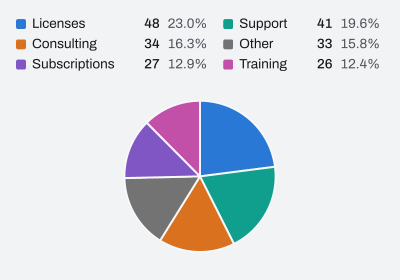 Licenses 48 23.0% Support 41 19.6%
Consulting 34 16.3% Other 33 15.8%
Subscriptions 27 12.9% Training 26 12.4%